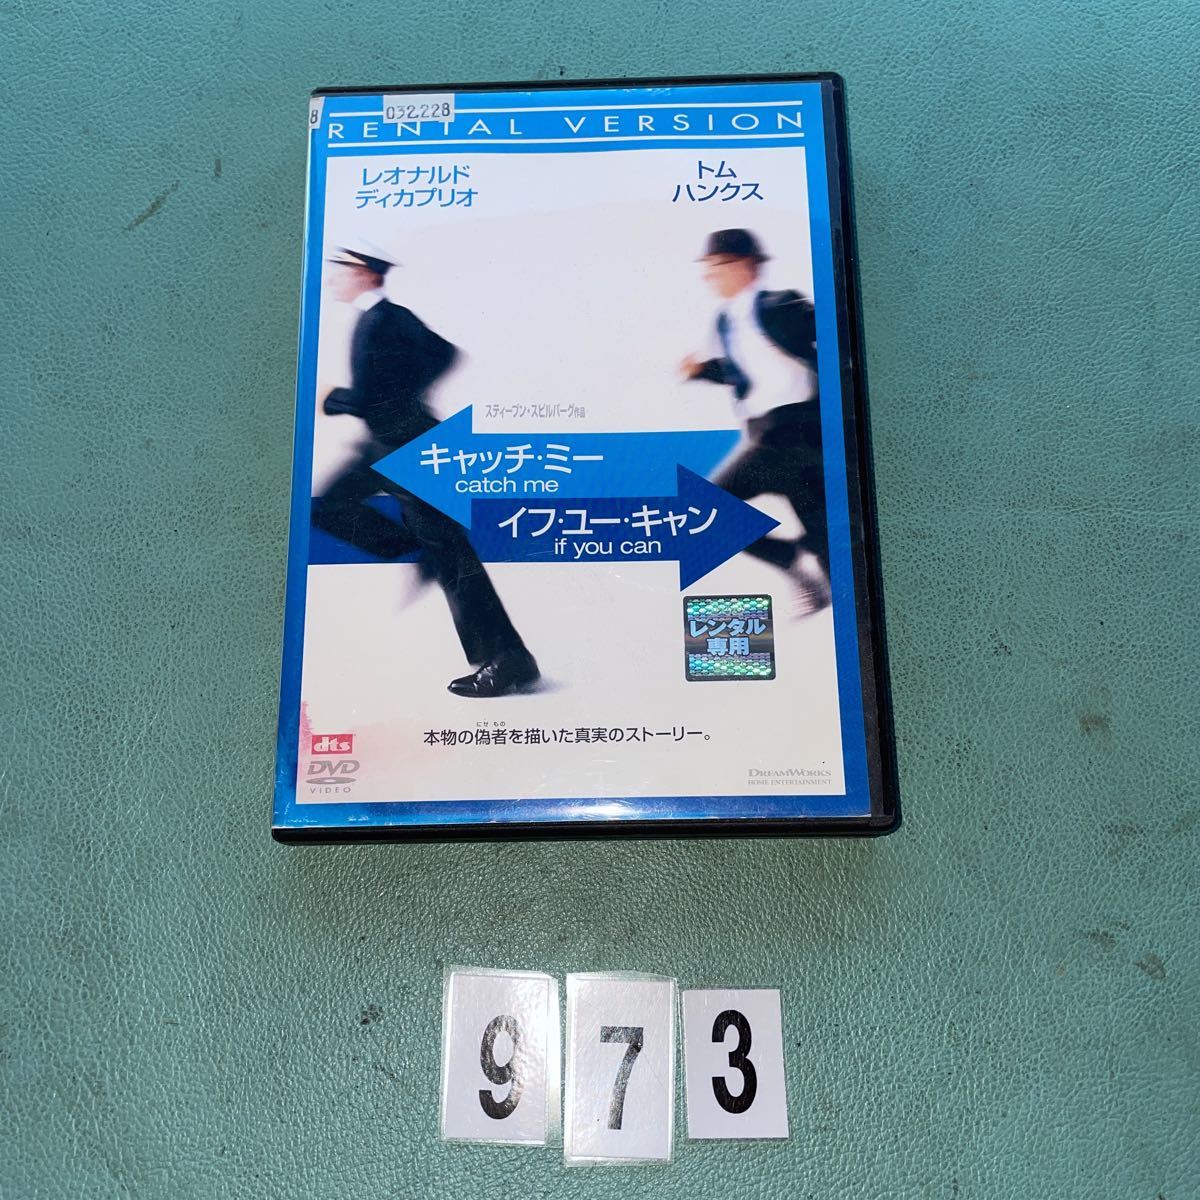 8
032228
RENTAL VERSION
レオナルド
ディカプリオ
トム
ハンクス
スティーブン・スピルバーグ作品
キャッチ・ミー
catch me
イフ・ユー・キャン
if you can
レンタル
専用
にせもの
本物の偽者を描いた真実のストーリー。
dts
DVD
VIDEO
DREAMWORKS
HOME ENTERTAINMENT
9 7 3